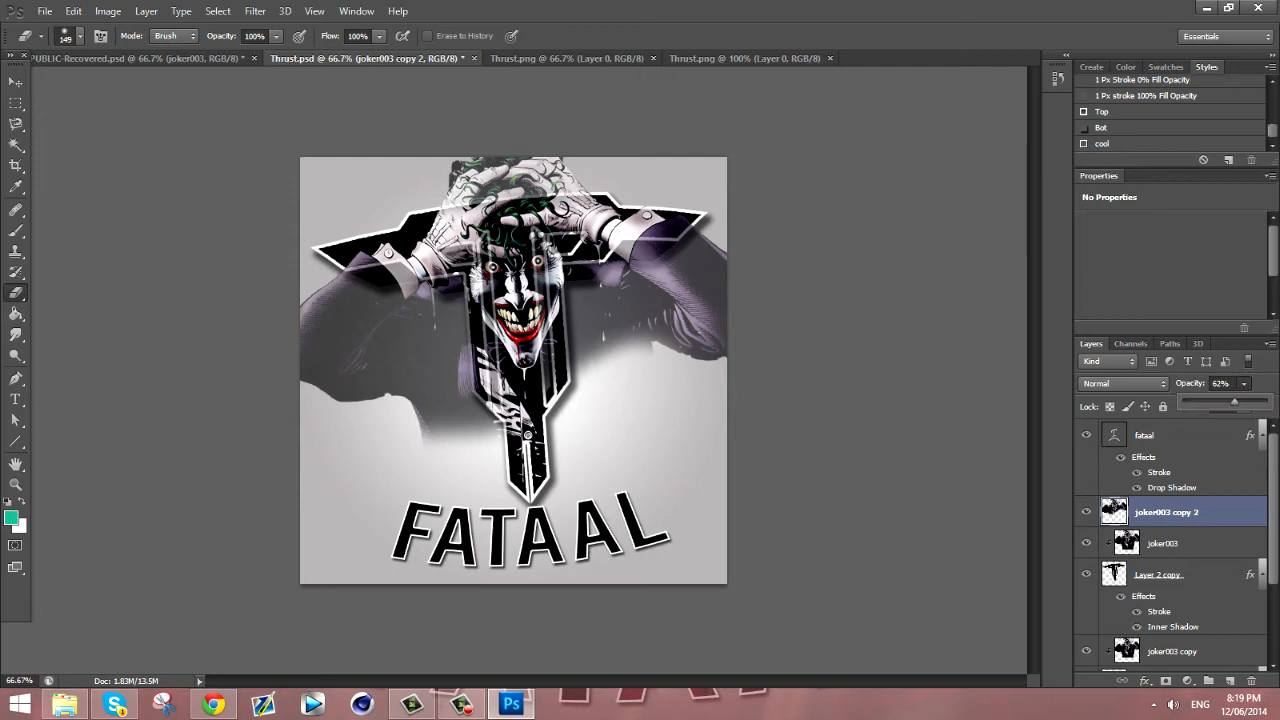 Ps File Edit Image Layer Type Select Filter 3D View Window Help
149 Mode: Brush Opacity: 100% Flow: 100% Erase to History Essentials
PUBLIC-Recovered.psd @ 66.7% (joker003, RGB/8) * × Thrust.psd @ 66.7% (joker003 copy 2, RGB/8) * × Thrust.png @ 66.7% (Layer 0, RGB/8) × Thrust.png @ 100% (Layer 0, RGB/8) ×
Create Color Swatches Styles
1 Px Stroke 0% Fill Opacity
1 Px stroke 100% Fill Opacity
Top
Bot
cool
Properties
No Properties
Layers Channels Paths 3D
Kind
Normal Opacity: 62%
Lock:
fataal fx
Effects
Stroke
Drop Shadow
joker003 copy 2
joker003
Layer 2 copy fx
Effects
Stroke
Inner Shadow
joker003 copy
FATAAL
66.67% Doc: 1.83M/13.5M
fx
ENG
8:19 PM
12/06/2014